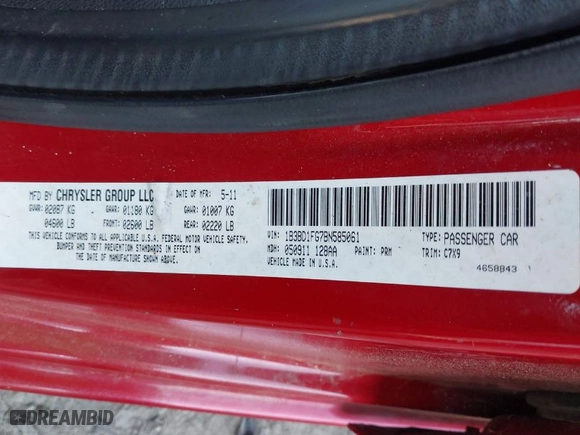 MFD BY CHRYSLER GROUP LLC DATE OF MFR: 5-11
GVWR: 02087 KG GAWR: 01180 KG GAWR: 01007 KG
04600 LB FRONT: 02600 LB REAR: 02220 LB
THIS VEHICLE CONFORMS TO ALL APPLICABLE U.S.A. FEDERAL MOTOR VEHICLE SAFETY,
BUMPER AND THEFT PREVENTION STANDARDS IN EFFECT ON
THE DATE OF MANUFACTURE SHOWN ABOVE.
VIN: 1B3BD1FG7BN585061 TYPE: PASSENGER CAR
MDH: 050911 128AA PAINT: PRM TRIM: C7X9
VEHICLE MADE IN U.S.A. 4658843
DREAMBID